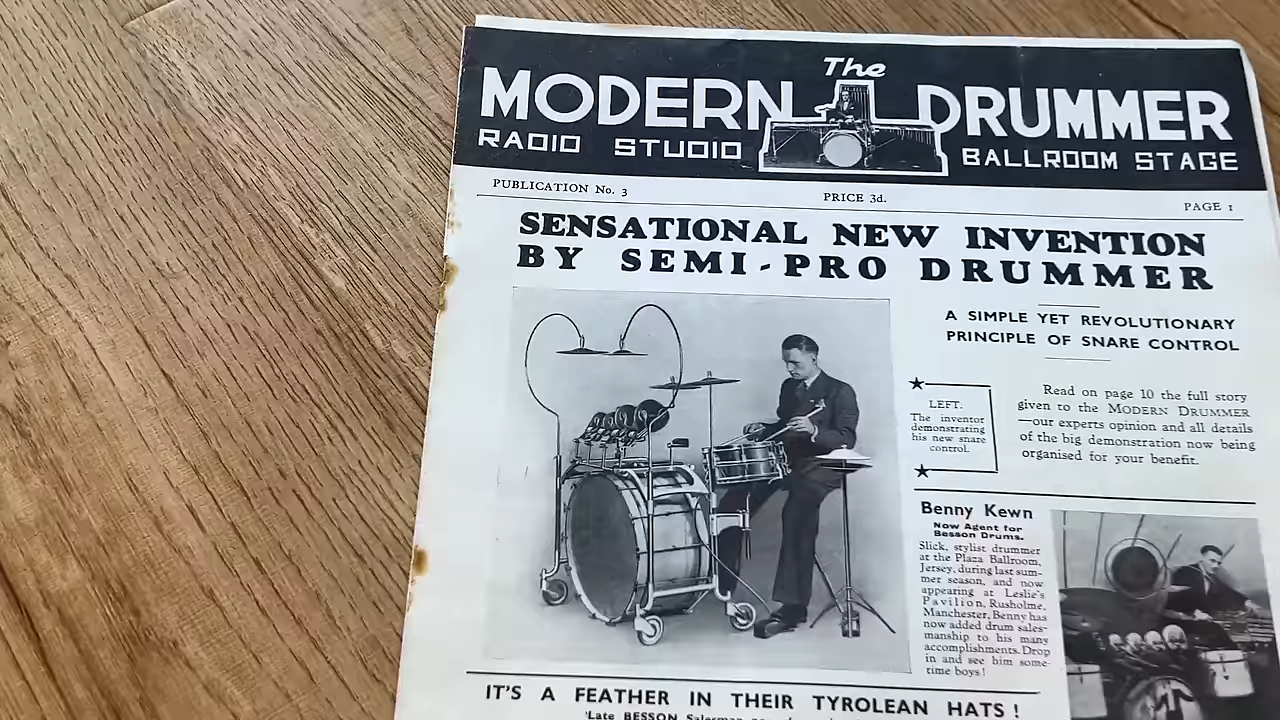 The
MODERN DRUMMER
RADIO STUDIO
BALLROOM STAGE
PUBLICATION No. 3
PRICE 3d.
PAGE 1
SENSATIONAL NEW INVENTION
BY SEMI-PRO DRUMMER
A SIMPLE YET REVOLUTIONARY
PRINCIPLE OF SNARE CONTROL
LEFT.
The inventor
demonstrating
his new snare
control.
Read on page 10 the full story
given to the MODERN DRUMMER
—our experts opinion and all details
of the big demonstration now being
organised for your benefit.
Benny Kewn
Now Agent for
Besson Drums.
Slick, stylist drummer
at the Plaza Ballroom,
Jersey, during last sum-
mer season, and now
appearing at Leslie's
Pavilion, Rusholme,
Manchester, Benny has
now added drum sales-
manship to his many
accomplishments. Drop
in and see him some-
time boys!
IT'S A FEATHER IN THEIR TYROLEAN HATS!
'Late BESSON Salesman